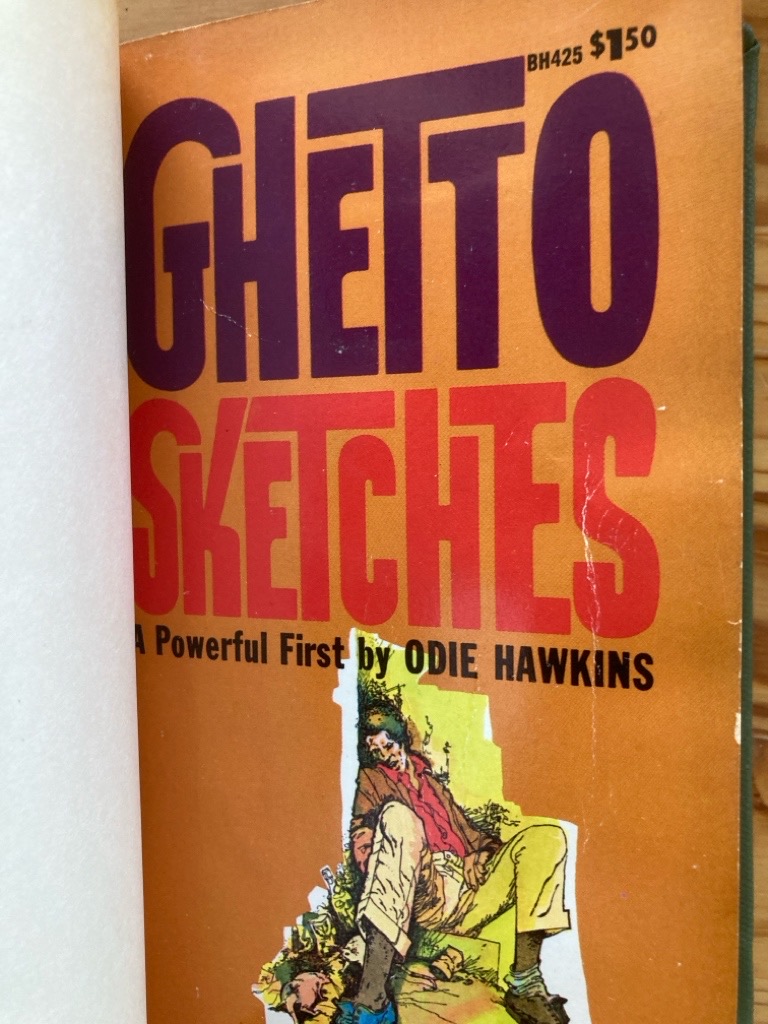 BH425 $1.50
GHETTO
SKETCHES
A Powerful First by ODIE HAWKINS